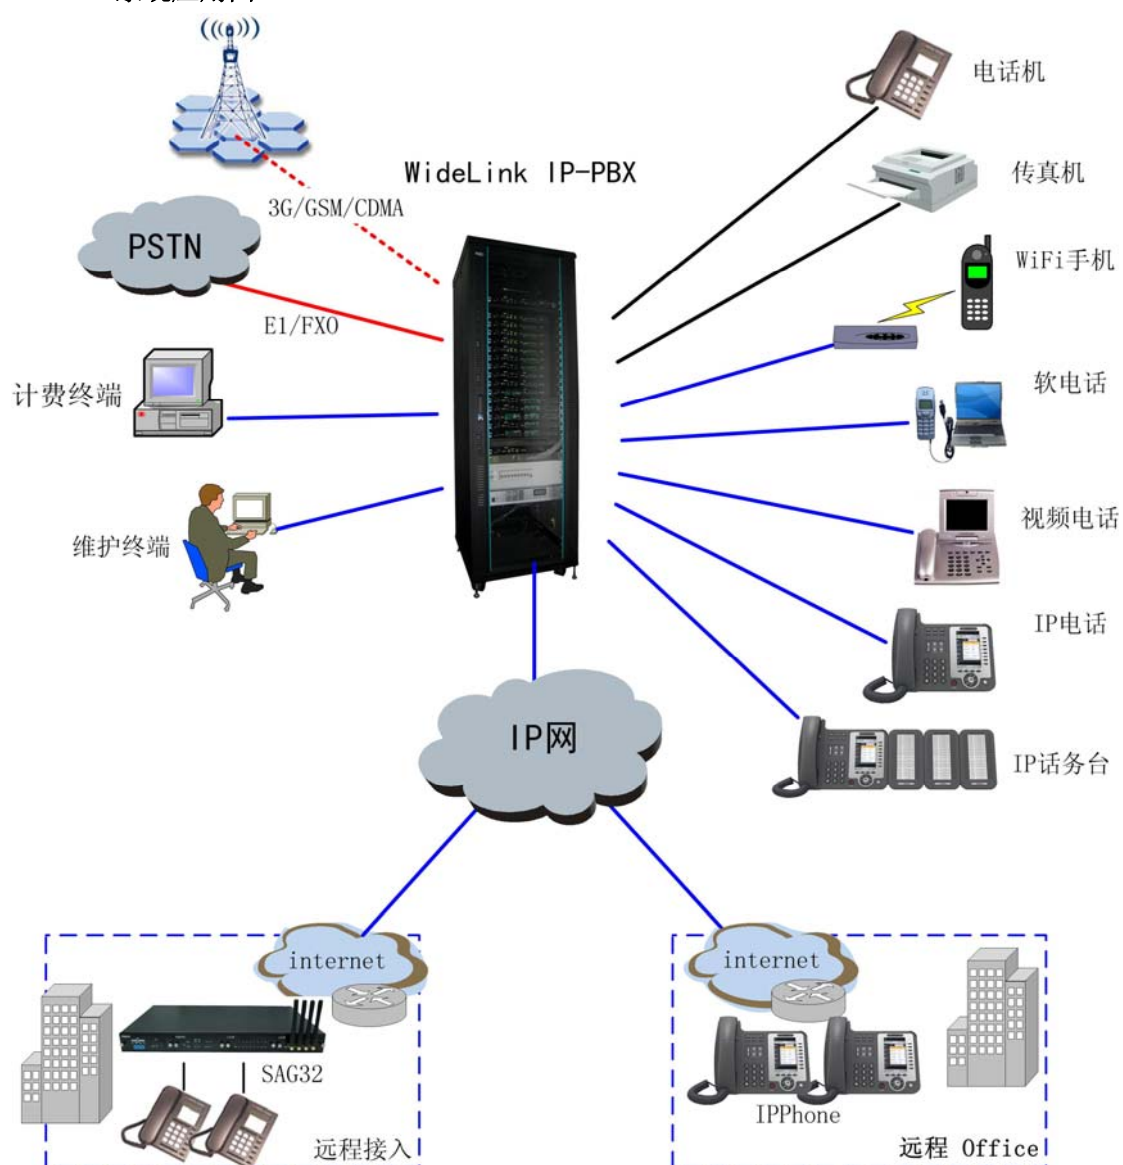 电话机
WideLink IP-PBX
传真机
3G/GSM/CDMA
PSTN
WiFi手机
E1/FXO
计费终端
软电话
视频电话
维护终端
IP电话
IP网
IP话务台
internet
internet
SAG32
IPPhone
远程接入
远程 Office